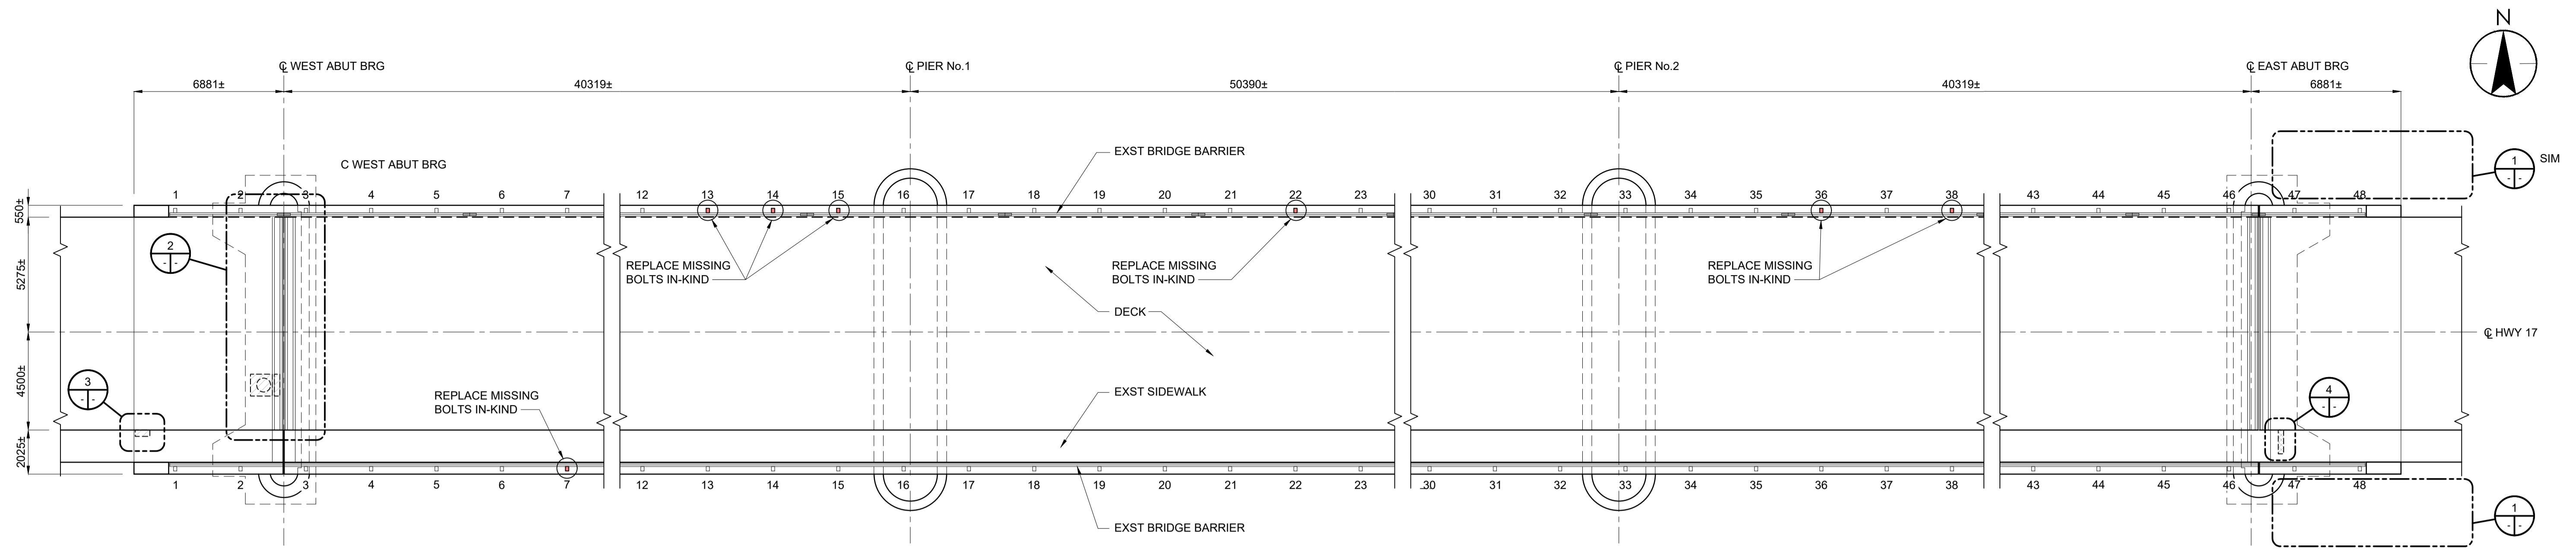 N
℄ WEST ABUT BRG
℄ PIER No.1
℄ PIER No.2
℄ EAST ABUT BRG
6881±
40319±
50390±
40319±
6881±
EXST BRIDGE BARRIER
C WEST ABUT BRG
1
SIM
- -
1 2 3 4 5 6 7 12 13 14 15 16 17 18 19 20 21 22 23 30 31 32 33 34 35 36 37 38 43 44 45 46 47 48
550±
5275±
4500±
2025±
2
- -
REPLACE MISSING
BOLTS IN-KIND
REPLACE MISSING
BOLTS IN-KIND
REPLACE MISSING
BOLTS IN-KIND
DECK
℄ HWY 17
3
- -
REPLACE MISSING
BOLTS IN-KIND
EXST SIDEWALK
4
- -
1 2 3 4 5 6 7 12 13 14 15 16 17 18 19 20 21 22 23 30 31 32 33 34 35 36 37 38 43 44 45 46 47 48
EXST BRIDGE BARRIER
1
- -